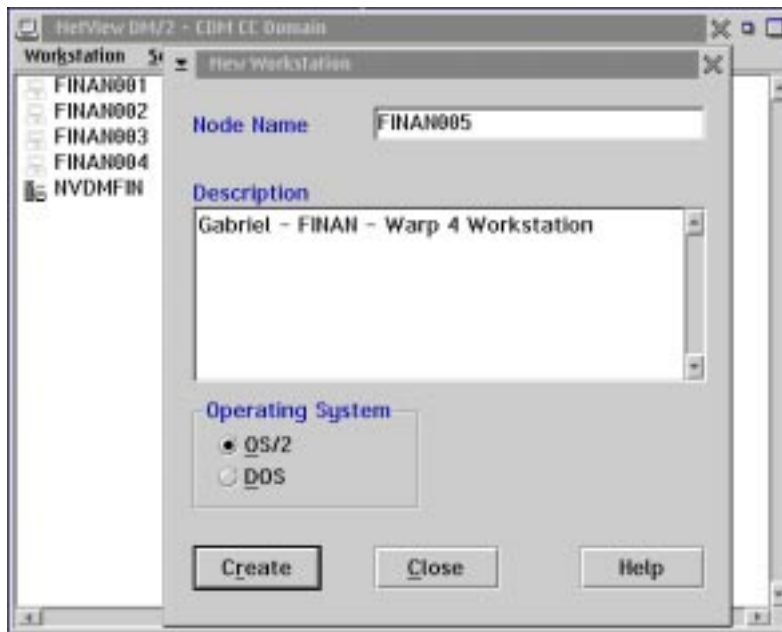 NetView DM/2 - CDM CC Domain
Workstation
New Workstation
FINAN001
FINAN002
FINAN003
FINAN004
NVDMFIN
Node Name
FINAN005
Description
Gabriel - FINAN - Warp 4 Workstation
Operating System
OS/2
DOS
Create
Close
Help